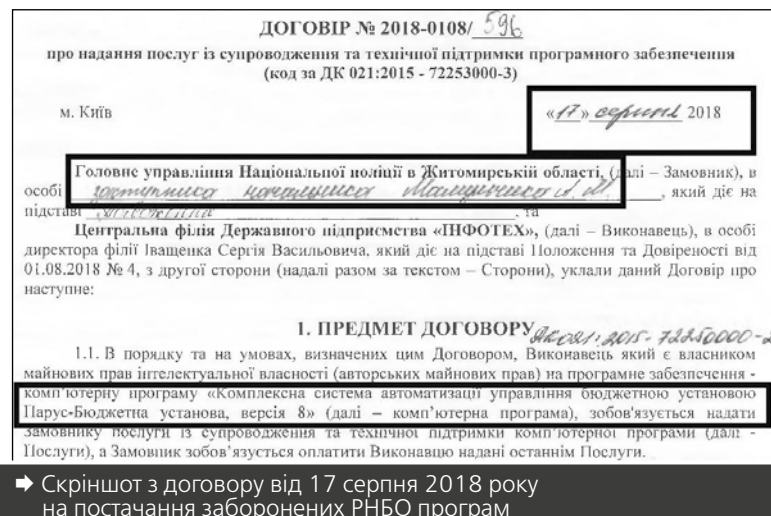 ДОГОВІР № 2018-0108/ 596
про надання послуг із супроводження та технічної підтримки програмного забезпечення
(код за ДК 021:2015 - 72253000-3)
м. Київ «17» серпня 2018
Головне управління Національної поліції в Житомирській області, (далі – Замовник), в
особі заступника начальника А. М. , який діє на
підставі , та
Центральна філія Державного підприємства «ІНФОТЕХ», (далі – Виконавець), в особі
директора філії Іващенка Сергія Васильовича, який діє на підставі Положення та Довіреності від
01.08.2018 № 4, з другої сторони (надалі разом за текстом – Сторони), уклали даний Договір про
наступне:
1. ПРЕДМЕТ ДОГОВОРУ ДК 021:2015-72250000-2
1.1. В порядку та на умовах, визначених цим Договором, Виконавець який є власником
майнових прав інтелектуальної власності (авторських майнових прав) на програмне забезпечення -
комп'ютерну програму «Комплексна система автоматизації управління бюджетною установою
Парус-Бюджетна установа, версія 8» (далі – комп'ютерна програма), зобов'язується надати
Замовнику послуги із супроводження та технічної підтримки комп'ютерної програми (далі -
Послуги), а Замовник зобов'язується оплатити Виконавцю надані останнім Послуги.
➡ Скріншот з договору від 17 серпня 2018 року
на постачання заборонених РНБО програм